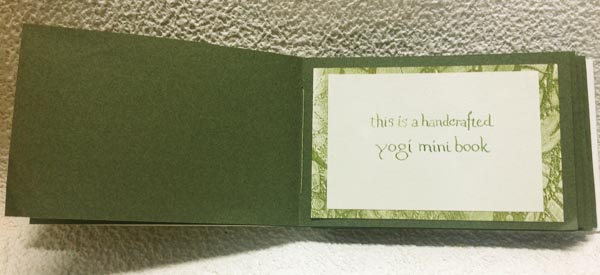 this is a handcrafted
yogi mini book